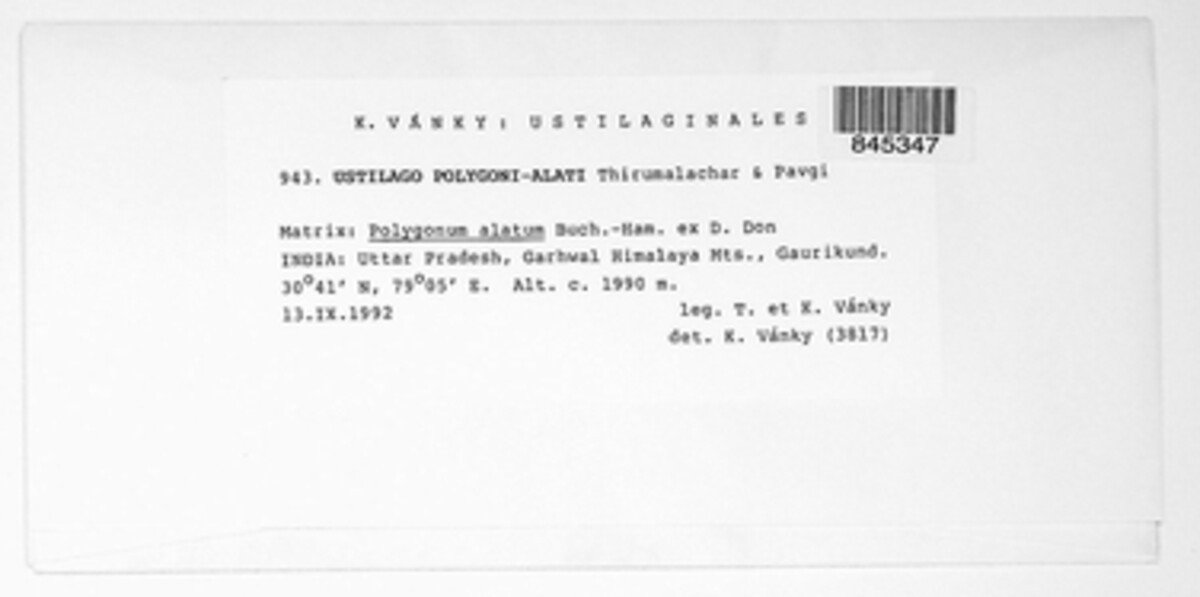 K. VÁNKY: USTILAGINALES
845347
943. USTILAGO POLYGONI-ALATI Thirumalachar & Pavgi
Matrix: Polygonum alatum Buch.-Ham. ex D. Don
INDIA: Uttar Pradesh, Garhwal Himalaya Mts., Gaurikund.
30°41' N, 79°05' E. Alt. c. 1990 m.
13.IX.1992 leg. T. et K. Vánky
det. K. Vánky (3817)